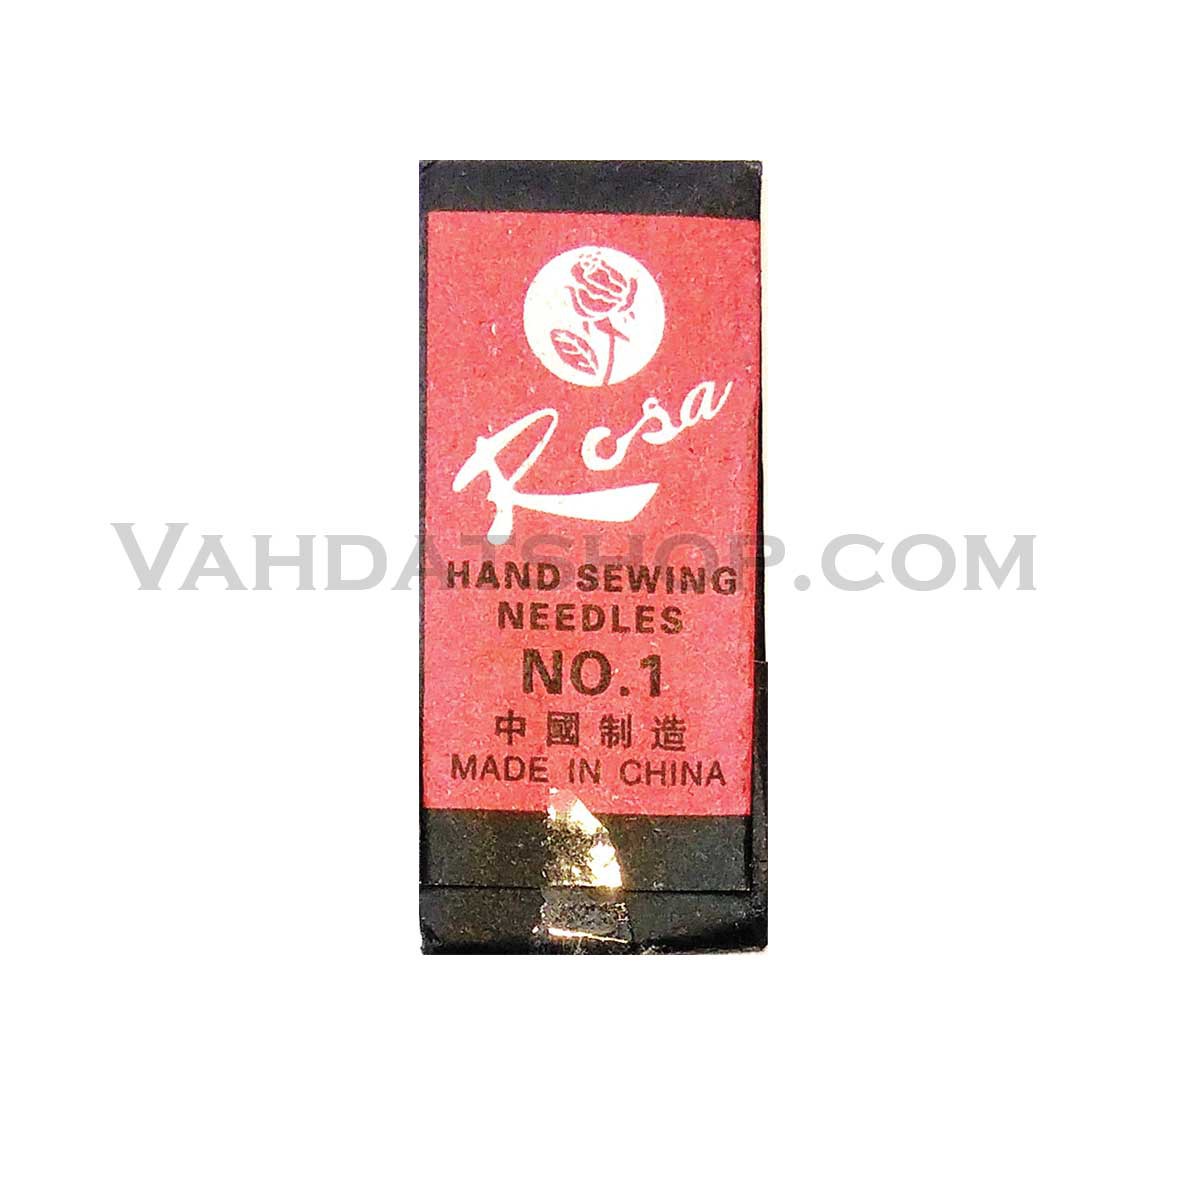 Rosa
VAHDATSHOP.COM
HAND SEWING
NEEDLES
NO.1
中國制造
MADE IN CHINA